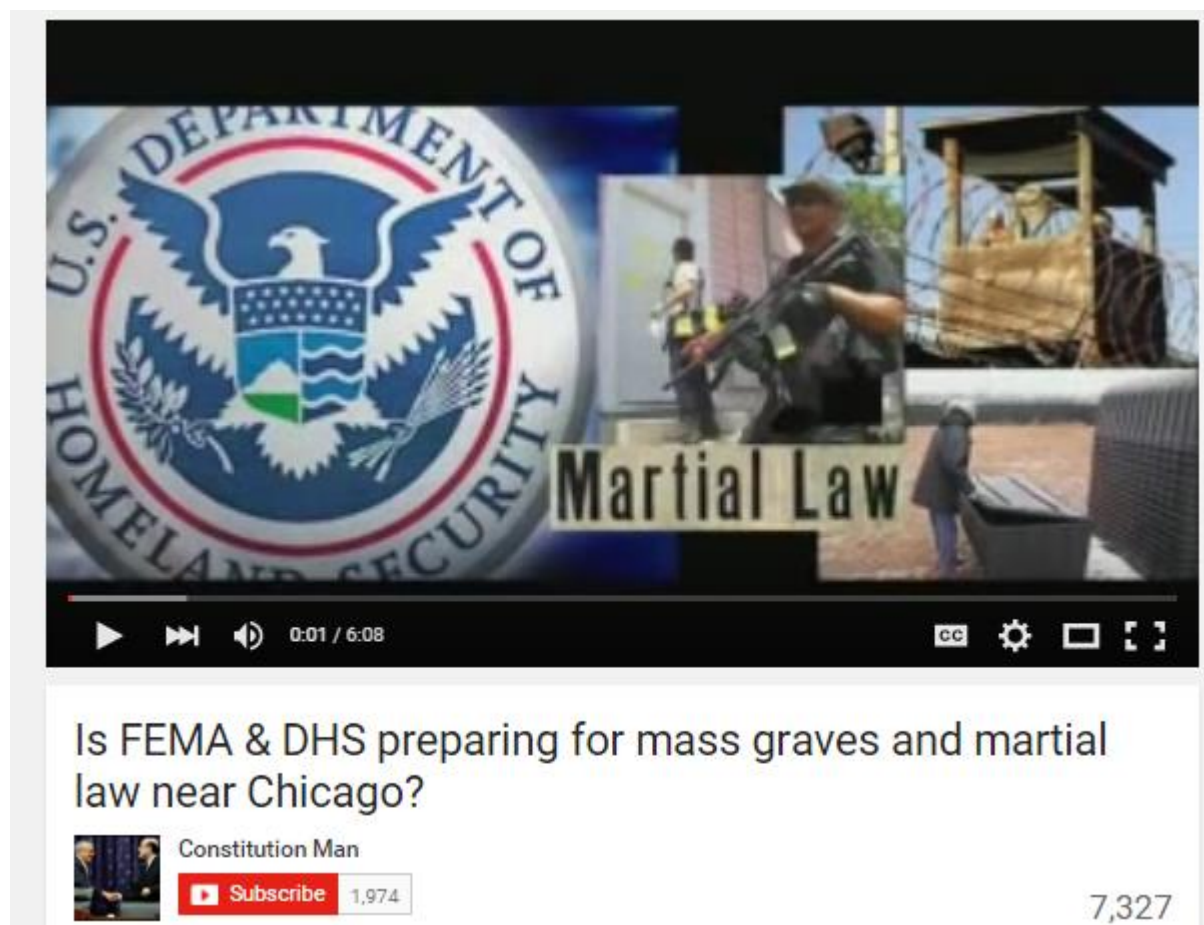 U.S. DEPARTMENT OF
HOMELAND SECURITY
Martial Law
0:01 / 6:08
CC
Is FEMA & DHS preparing for mass graves and martial
law near Chicago?
Constitution Man
Subscribe 1,974
7,327